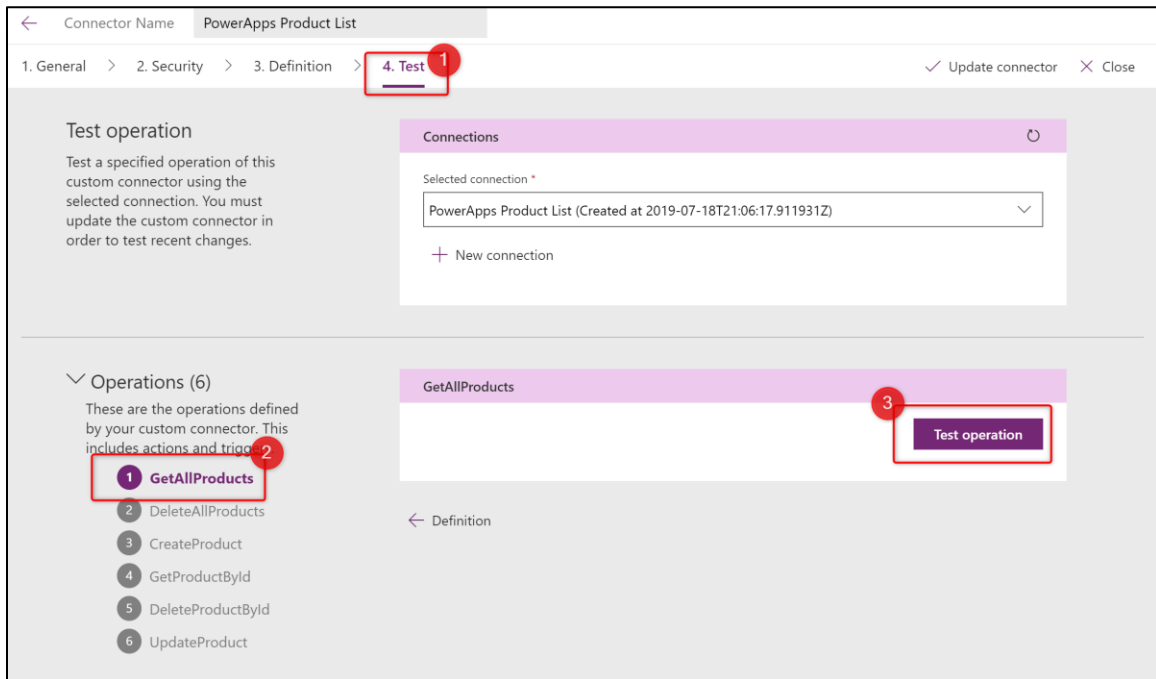 Connector Name PowerApps Product List
1. General > 2. Security > 3. Definition > 4. Test 1
Update connector Close
Test operation
Test a specified operation of this
custom connector using the
selected connection. You must
update the custom connector in
order to test recent changes.
Connections
Selected connection *
PowerApps Product List (Created at 2019-07-18T21:06:17.911931Z)
+ New connection
Operations (6)
These are the operations defined
by your custom connector. This
includes actions and
2
1 GetAllProducts
2 DeleteAllProducts
3 CreateProduct
4 GetProductById
5 DeleteProductById
6 UpdateProduct
GetAllProducts
3
Test operation
Definition